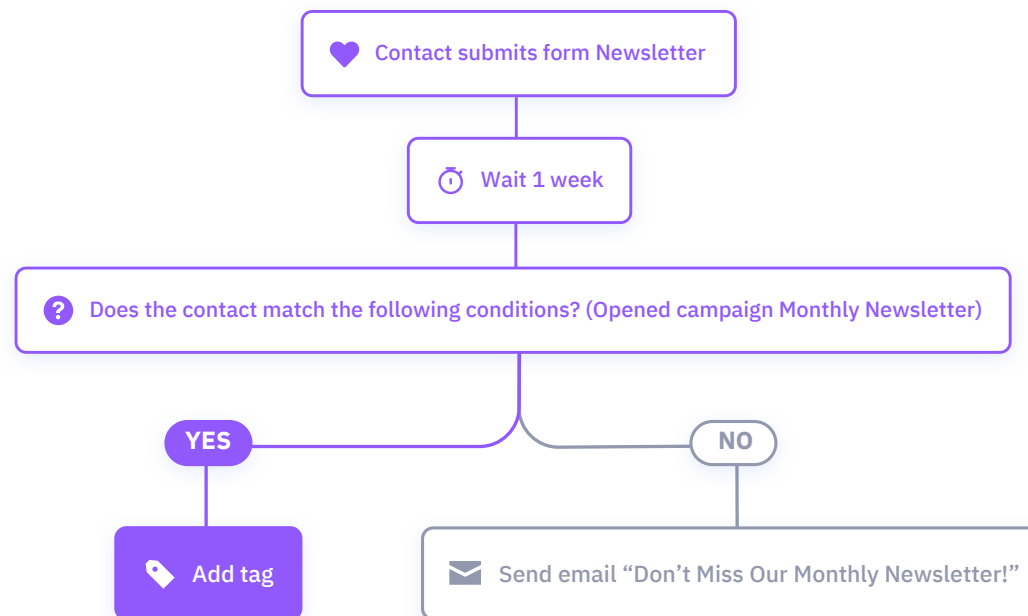 Contact submits form Newsletter
Wait 1 week
Does the contact match the following conditions? (Opened campaign Monthly Newsletter)
YES
NO
Add tag
Send email “Don’t Miss Our Monthly Newsletter!”